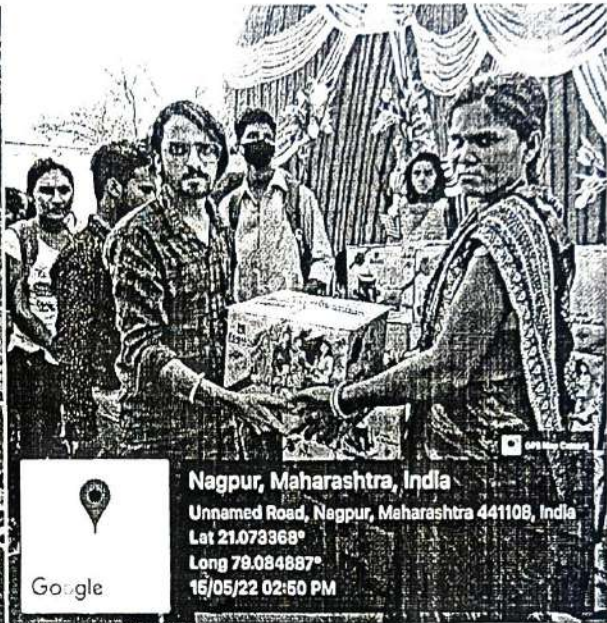 GPS Map Camera
Nagpur, Maharashtra, India
Unnamed Road, Nagpur, Maharashtra 441108, India
Lat 21.073368°
Long 79.084887°
15/05/22 02:50 PM
Google